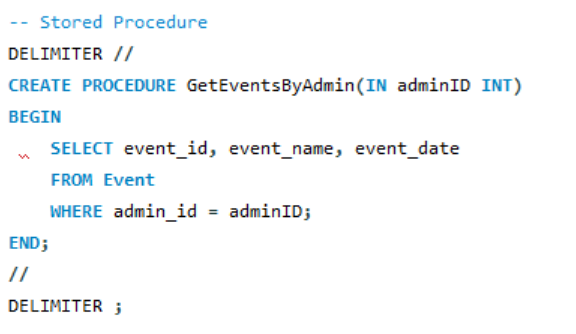 -- Stored Procedure
DELIMITER //
CREATE PROCEDURE GetEventsByAdmin(IN adminID INT)
BEGIN
    SELECT event_id, event_name, event_date
    FROM Event
    WHERE admin_id = adminID;
END;
//
DELIMITER ;